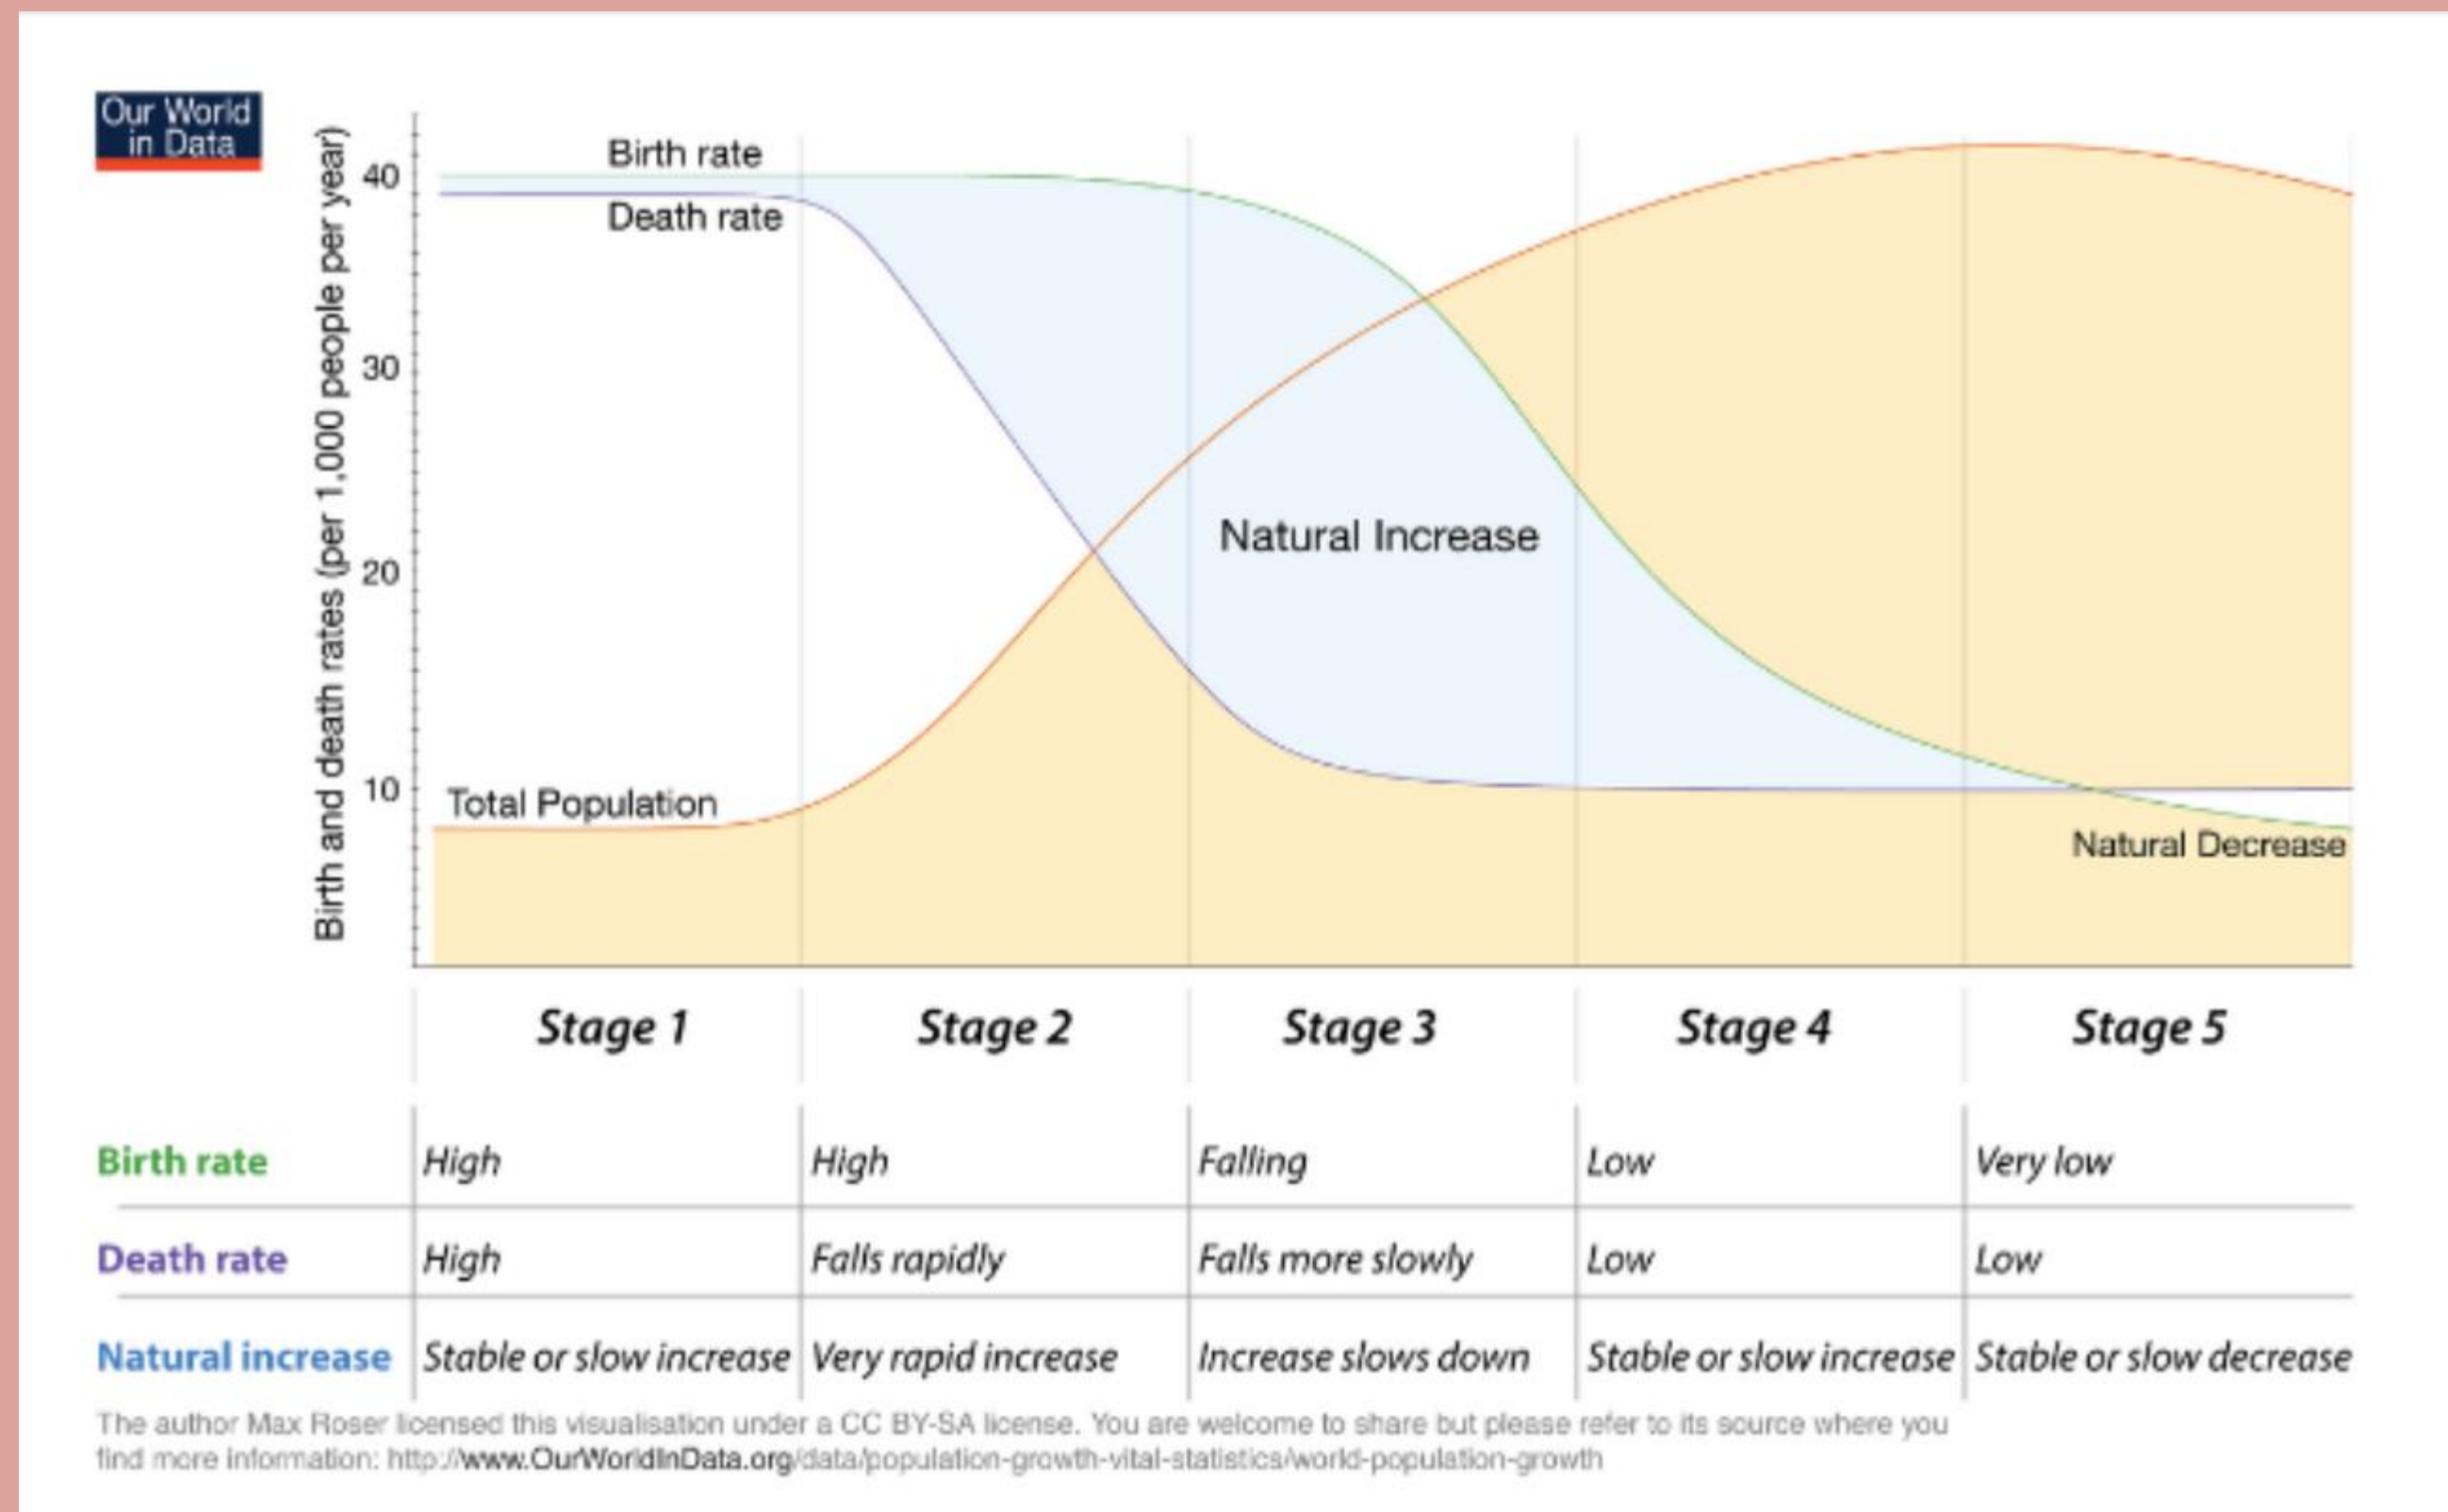 Our World
in Data
Birth and death rates (per 1,000 people per year)
40
30
20
10
Birth rate
Death rate
Natural Increase
Total Population
Natural Decrease
Stage 1 Stage 2 Stage 3 Stage 4 Stage 5
Birth rate High High Falling Low Very low
Death rate High Falls rapidly Falls more slowly Low Low
Natural increase Stable or slow increase Very rapid increase Increase slows down Stable or slow increase Stable or slow decrease
The author Max Roser licensed this visualisation under a CC BY-SA license. You are welcome to share but please refer to its source where you
find more information: http://www.OurWorldInData.org/data/population-growth-vital-statistics/world-population-growth